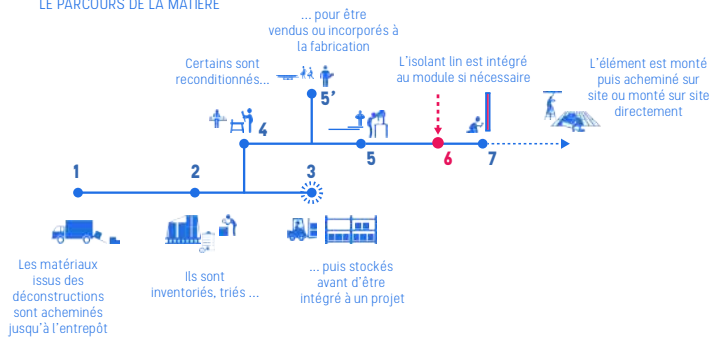 LE PARCOURS DE LA MATIÈRE
... pour être
vendus ou incorporés à
la fabrication
Certains sont
reconditionnés...
L'isolant lin est intégré
au module si nécessaire
L'élément est monté
puis acheminé sur
site ou monté sur site
directement
5'
4
5
6
7
1
2
3
Les matériaux
issus des
déconstructions
sont acheminés
jusqu'à l'entrepôt
Ils sont
inventoriés, triés ...
... puis stockés
avant d'être
intégré à un projet